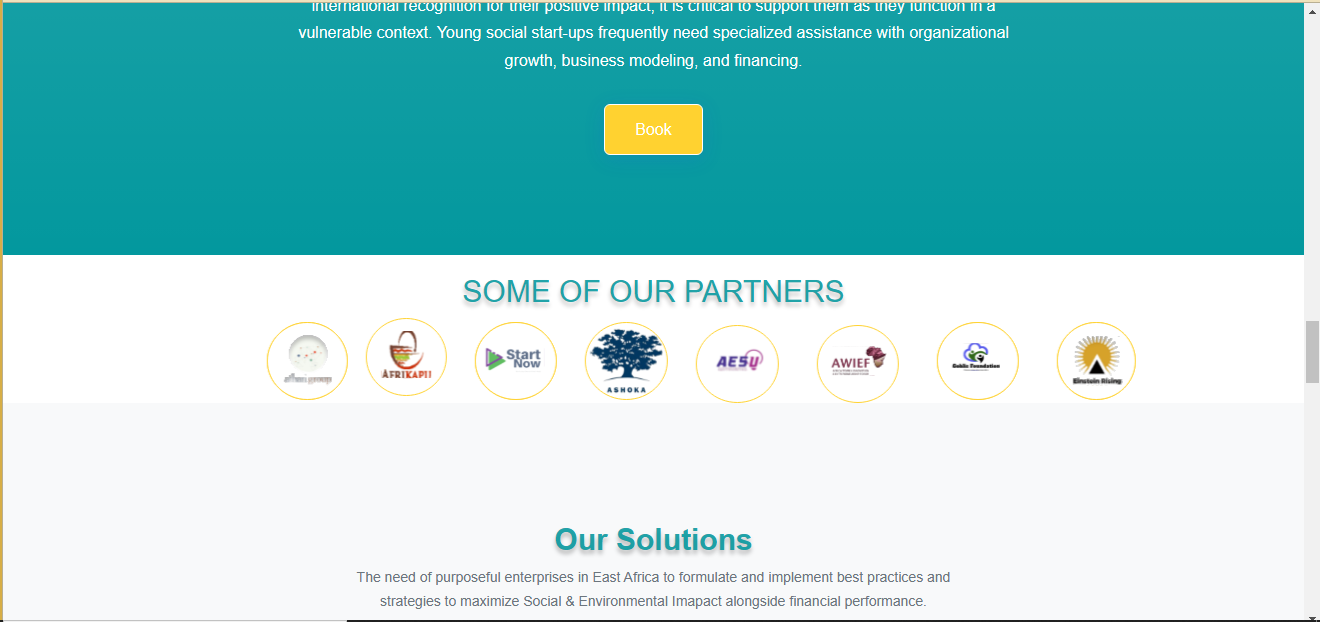 international recognition for their positive impact, it is critical to support them as they function in a
vulnerable context. Young social start-ups frequently need specialized assistance with organizational
growth, business modeling, and financing.
Book
SOME OF OUR PARTNERS
AFRIKAPU
Start
Now
ASHOKA
AESU
AWIEF
Public Foundation
Einstein Rising
Our Solutions
The need of purposeful enterprises in East Africa to formulate and implement best practices and
strategies to maximize Social & Environmental Imapact alongside financial performance.